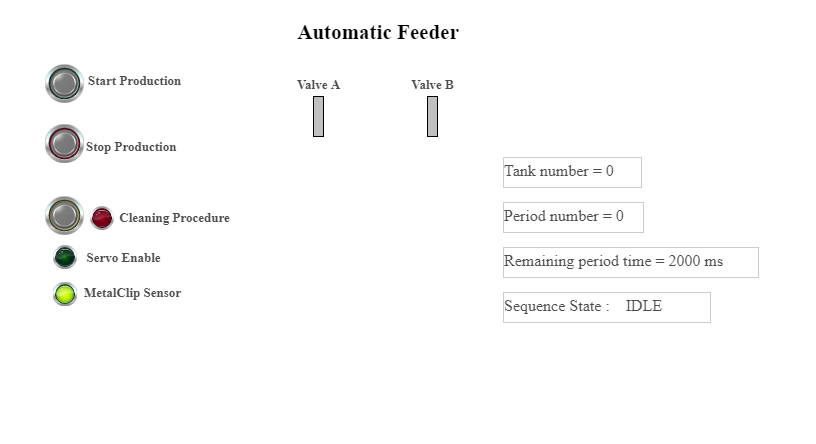 Automatic Feeder
Start Production
Valve A
Valve B
Stop Production
Tank number = 0
Period number = 0
Cleaning Procedure
Servo Enable
Remaining period time = 2000 ms
MetalClip Sensor
Sequence State : IDLE